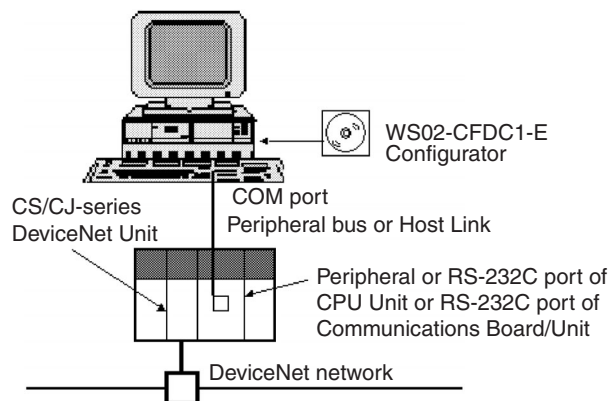 WS02-CFDC1-E
Configurator
COM port
Peripheral bus or Host Link
CS/CJ-series
DeviceNet Unit
Peripheral or RS-232C port of
CPU Unit or RS-232C port of
Communications Board/Unit
DeviceNet network